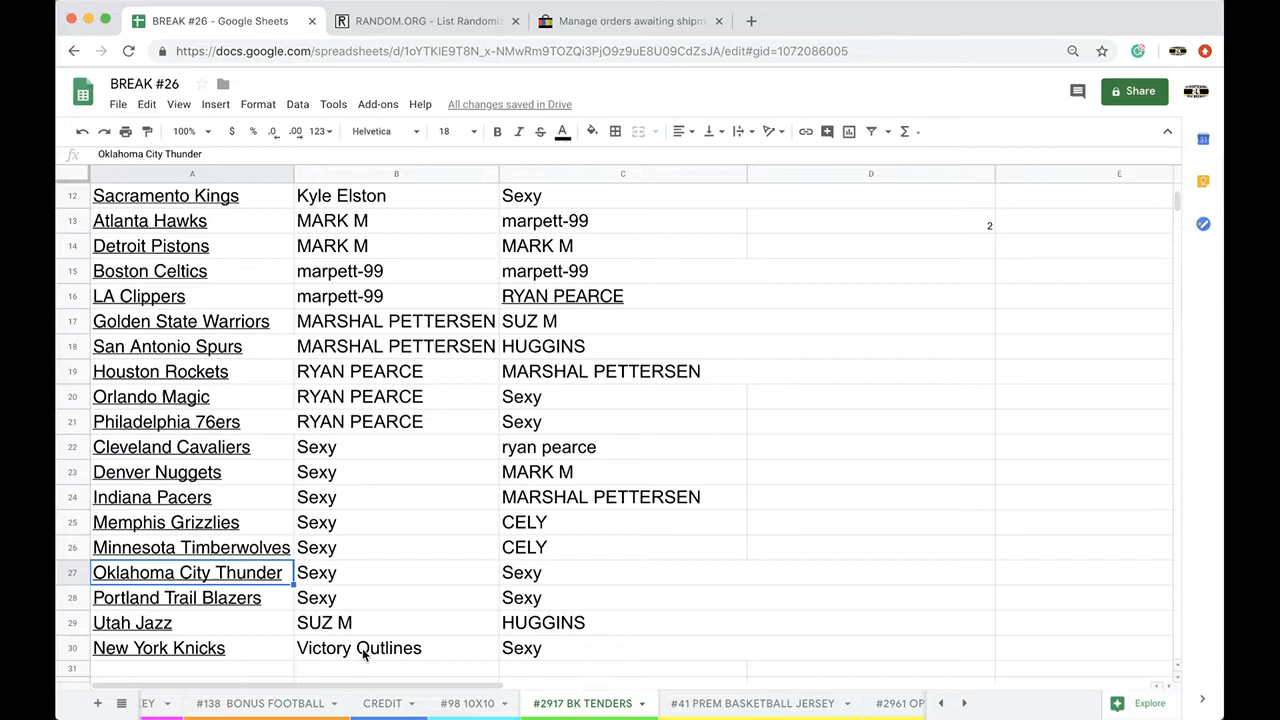 BREAK #26 - Google Sheets
RANDOM.ORG - List Randomi
Manage orders awaiting shipm
https://docs.google.com/spreadsheets/d/1oYTKIE9T8N_x-NMwRm9TOZQi3PjO9z9uE8U09CdZsJA/edit#gid=1072086005
BREAK #26
File Edit View Insert Format Data Tools Add-ons Help All changes saved in Drive
Share
100% $ % .0 .00 123 Helvetica 18 B I S A
fx Oklahoma City Thunder
A B C D E
12 Sacramento Kings Kyle Elston Sexy
13 Atlanta Hawks MARK M marpett-99 2
14 Detroit Pistons MARK M MARK M
15 Boston Celtics marpett-99 marpett-99
16 LA Clippers marpett-99 RYAN PEARCE
17 Golden State Warriors MARSHAL PETTERSEN SUZ M
18 San Antonio Spurs MARSHAL PETTERSEN HUGGINS
19 Houston Rockets RYAN PEARCE MARSHAL PETTERSEN
20 Orlando Magic RYAN PEARCE Sexy
21 Philadelphia 76ers RYAN PEARCE Sexy
22 Cleveland Cavaliers Sexy ryan pearce
23 Denver Nuggets Sexy MARK M
24 Indiana Pacers Sexy MARSHAL PETTERSEN
25 Memphis Grizzlies Sexy CELY
26 Minnesota Timberwolves Sexy CELY
27 Oklahoma City Thunder Sexy Sexy
28 Portland Trail Blazers Sexy Sexy
29 Utah Jazz SUZ M HUGGINS
30 New York Knicks Victory Outlines Sexy
31
EY #138 BONUS FOOTBALL CREDIT #98 10X10 #2917 BK TENDERS #41 PREM BASKETBALL JERSEY #2961 OP Explore